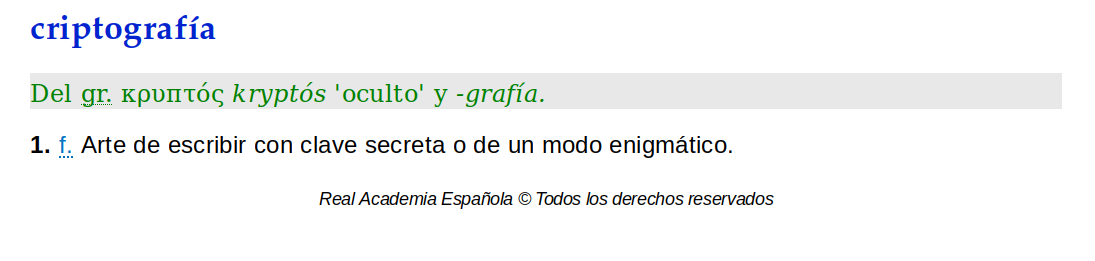 criptografía
Del gr. κρυπτός kryptós 'oculto' y -grafía.
1. f. Arte de escribir con clave secreta o de un modo enigmático.
Real Academia Española © Todos los derechos reservados